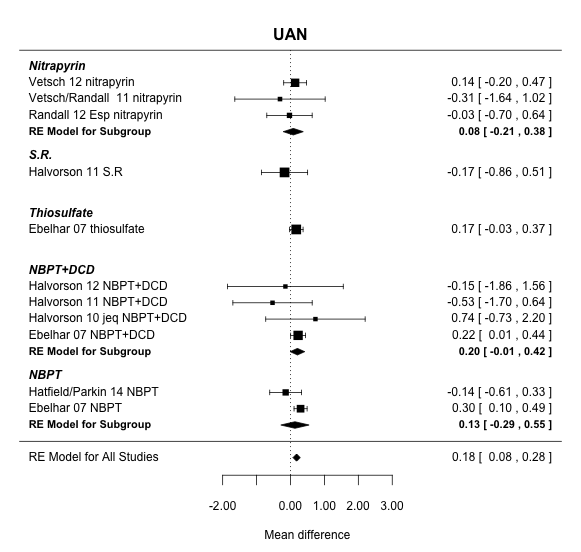 UAN
Nitrapyrin
Vetsch 12 nitrapyrin 0.14 [ -0.20 , 0.47 ]
Vetsch/Randall 11 nitrapyrin -0.31 [ -1.64 , 1.02 ]
Randall 12 Esp nitrapyrin -0.03 [ -0.70 , 0.64 ]
RE Model for Subgroup 0.08 [ -0.21 , 0.38 ]
S.R.
Halvorson 11 S.R -0.17 [ -0.86 , 0.51 ]
Thiosulfate
Ebelhar 07 thiosulfate 0.17 [ -0.03 , 0.37 ]
NBPT+DCD
Halvorson 12 NBPT+DCD -0.15 [ -1.86 , 1.56 ]
Halvorson 11 NBPT+DCD -0.53 [ -1.70 , 0.64 ]
Halvorson 10 jeq NBPT+DCD 0.74 [ -0.73 , 2.20 ]
Ebelhar 07 NBPT+DCD 0.22 [ 0.01 , 0.44 ]
RE Model for Subgroup 0.20 [ -0.01 , 0.42 ]
NBPT
Hatfield/Parkin 14 NBPT -0.14 [ -0.61 , 0.33 ]
Ebelhar 07 NBPT 0.30 [ 0.10 , 0.49 ]
RE Model for Subgroup 0.13 [ -0.29 , 0.55 ]
RE Model for All Studies 0.18 [ 0.08 , 0.28 ]
-2.00 0.00 1.00 2.00 3.00
Mean difference